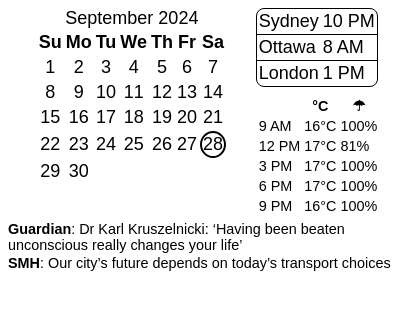 September 2024
Su Mo Tu We Th Fr Sa
1 2 3 4 5 6 7
8 9 10 11 12 13 14
15 16 17 18 19 20 21
22 23 24 25 26 27 28
29 30
Sydney 10 PM
Ottawa 8 AM
London 1 PM
°C ☂
9 AM 16°C 100%
12 PM 17°C 81%
3 PM 17°C 100%
6 PM 17°C 100%
9 PM 16°C 100%
Guardian: Dr Karl Kruszelnicki: ‘Having been beaten
unconscious really changes your life’
SMH: Our city’s future depends on today’s transport choices